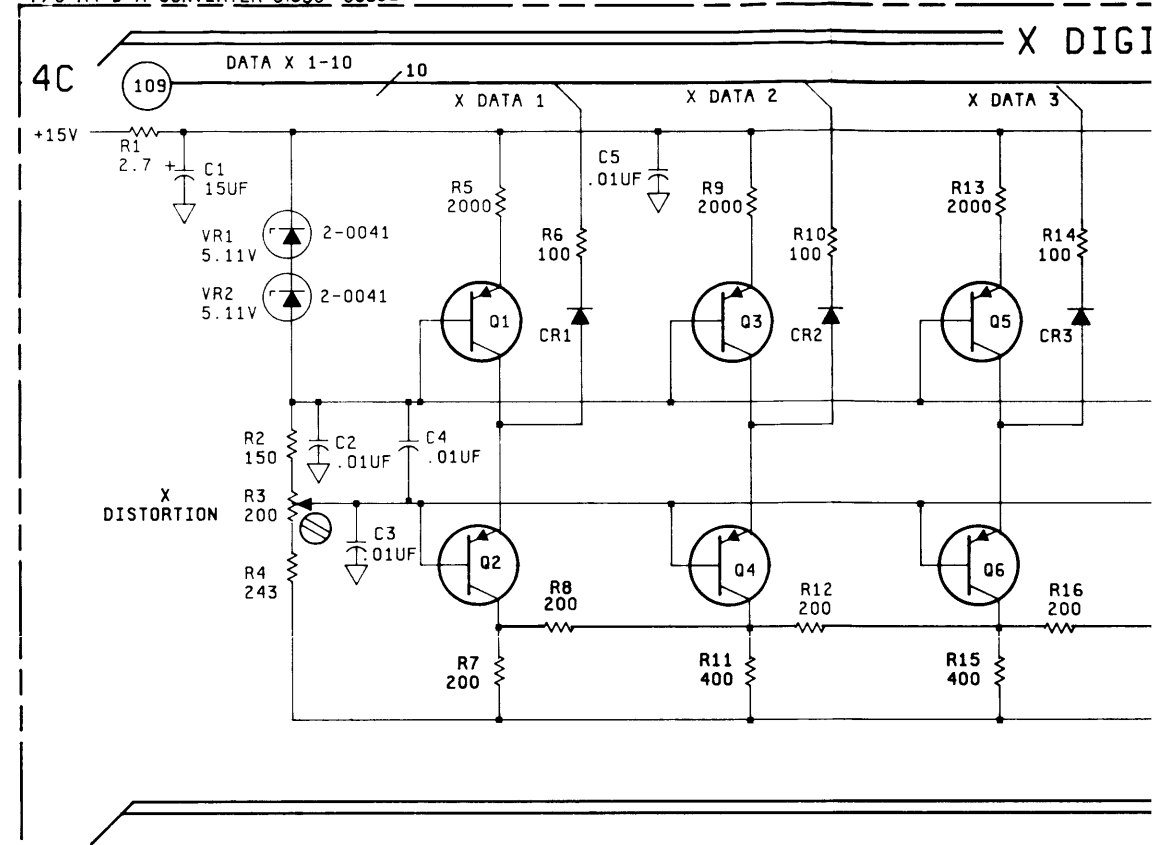 X DIGI
4C
109
DATA X 1-10
10
X DATA 1
X DATA 2
X DATA 3
+15V
R1
2.7
+
C1
15UF
C5
.01UF
R5
2000
R9
2000
R13
2000
VR1
5.11V
2-0041
R6
100
R10
100
R14
100
VR2
5.11V
2-0041
Q1
CR1
Q3
CR2
Q5
CR3
R2
150
C2
.01UF
C4
.01UF
X
DISTORTION
R3
200
C3
.01UF
R4
243
Q2
Q4
Q6
R8
200
R12
200
R16
200
R7
200
R11
400
R15
400